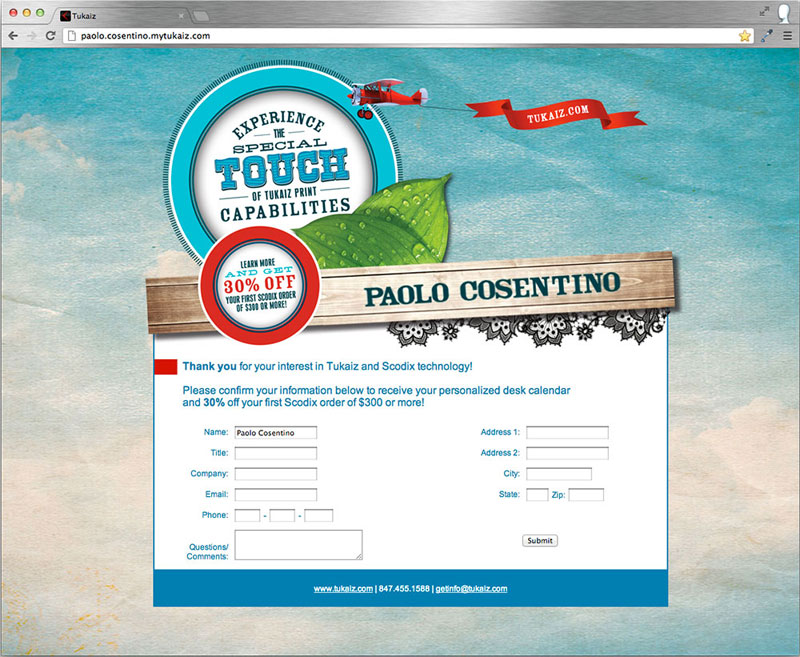 Tukaiz
paolo.cosentino.mytukaiz.com
EXPERIENCE
THE
SPECIAL
TOUCH
OF TUKAIZ PRINT
CAPABILITIES
TUKAIZ.COM
LEARN MORE
AND GET
30% OFF
YOUR FIRST SCODIX ORDER
OF $300 OR MORE!
PAOLO COSENTINO
Thank you for your interest in Tukaiz and Scodix technology!
Please confirm your information below to receive your personalized desk calendar
and 30% off your first Scodix order of $300 or more!
Name: Paolo Cosentino
Title:
Company:
Email:
Phone: - -
Questions/
Comments:
Address 1:
Address 2:
City:
State: Zip:
Submit
www.tukaiz.com | 847.455.1588 | getinfo@tukaiz.com